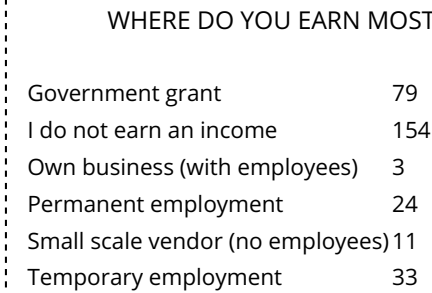 WHERE DO YOU EARN MOST
Government grant 79
I do not earn an income 154
Own business (with employees) 3
Permanent employment 24
Small scale vendor (no employees) 11
Temporary employment 33